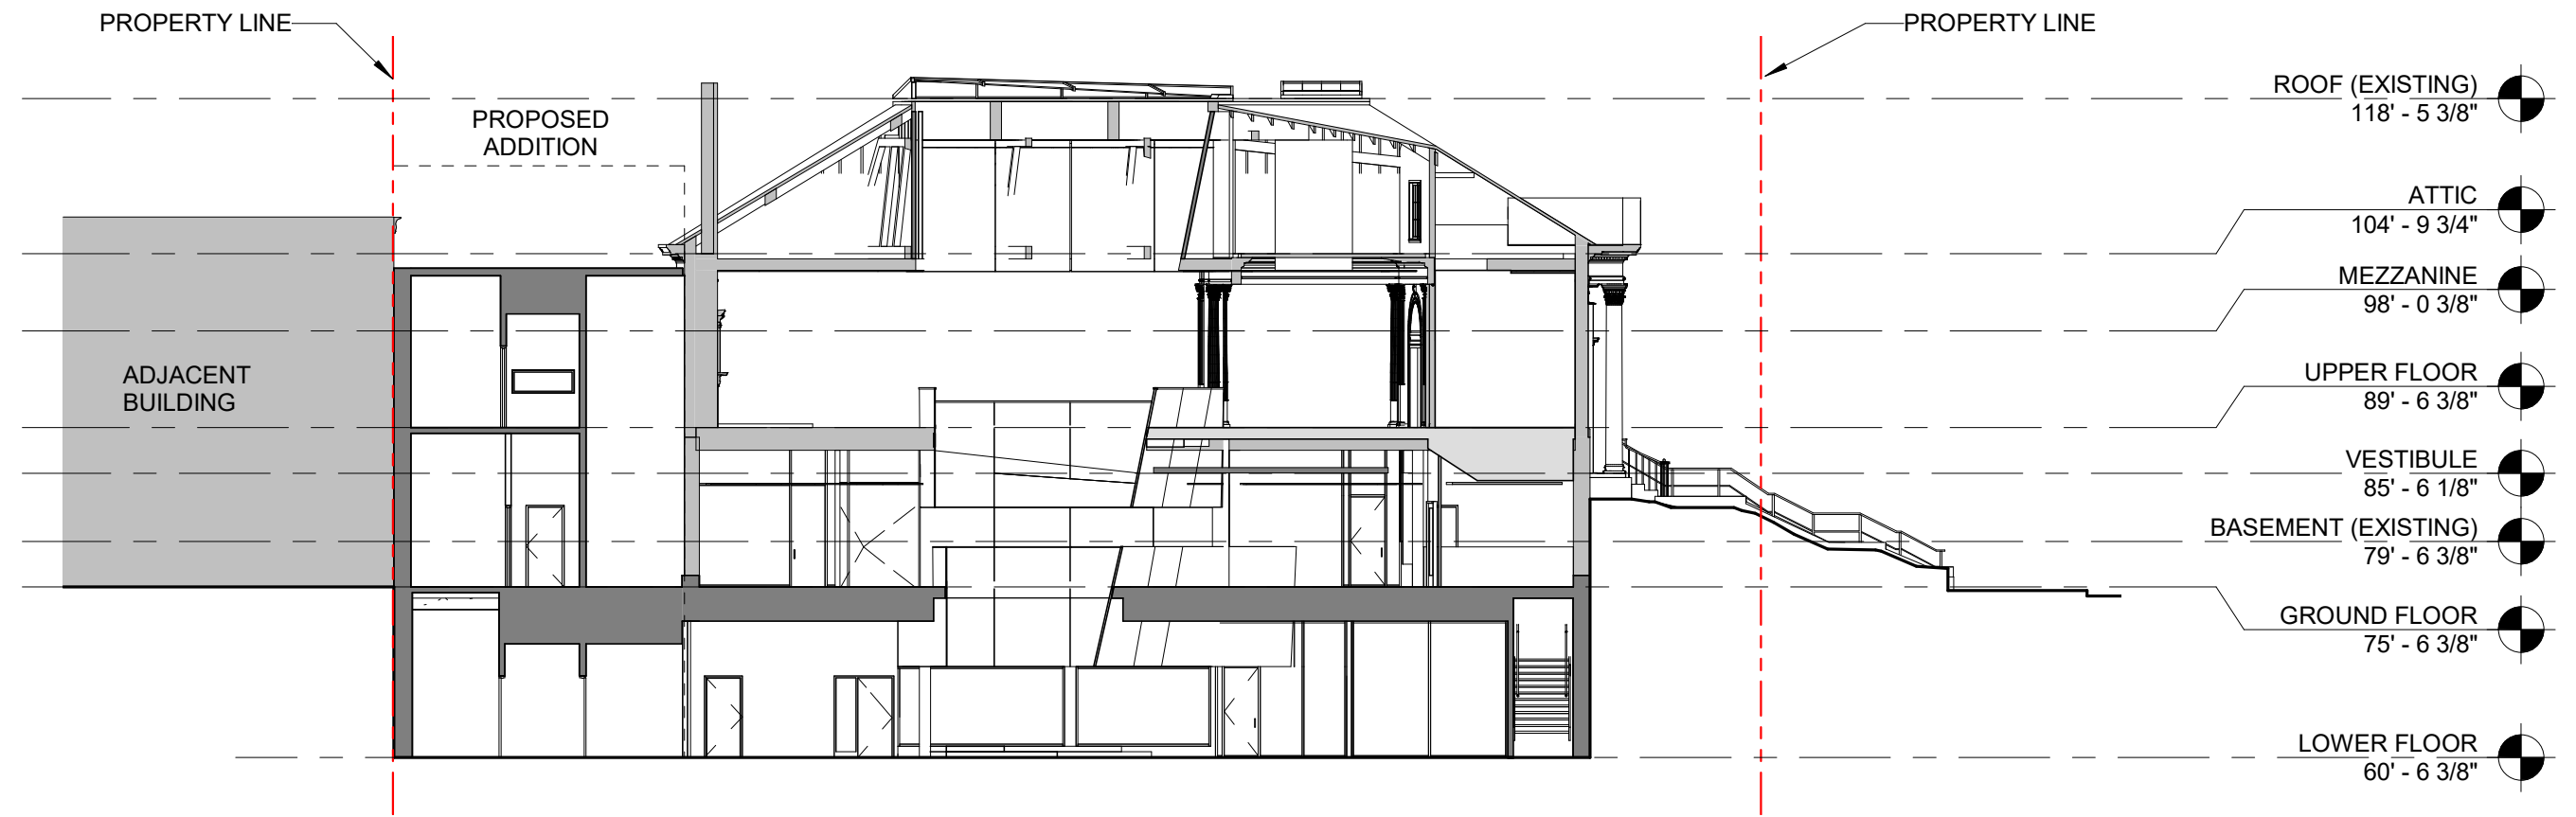 PROPERTY LINE
PROPERTY LINE
PROPOSED
ADDITION
ADJACENT
BUILDING
ROOF (EXISTING)
118' - 5 3/8"
ATTIC
104' - 9 3/4"
MEZZANINE
98' - 0 3/8"
UPPER FLOOR
89' - 6 3/8"
VESTIBULE
85' - 6 1/8"
BASEMENT (EXISTING)
79' - 6 3/8"
GROUND FLOOR
75' - 6 3/8"
LOWER FLOOR
60' - 6 3/8"